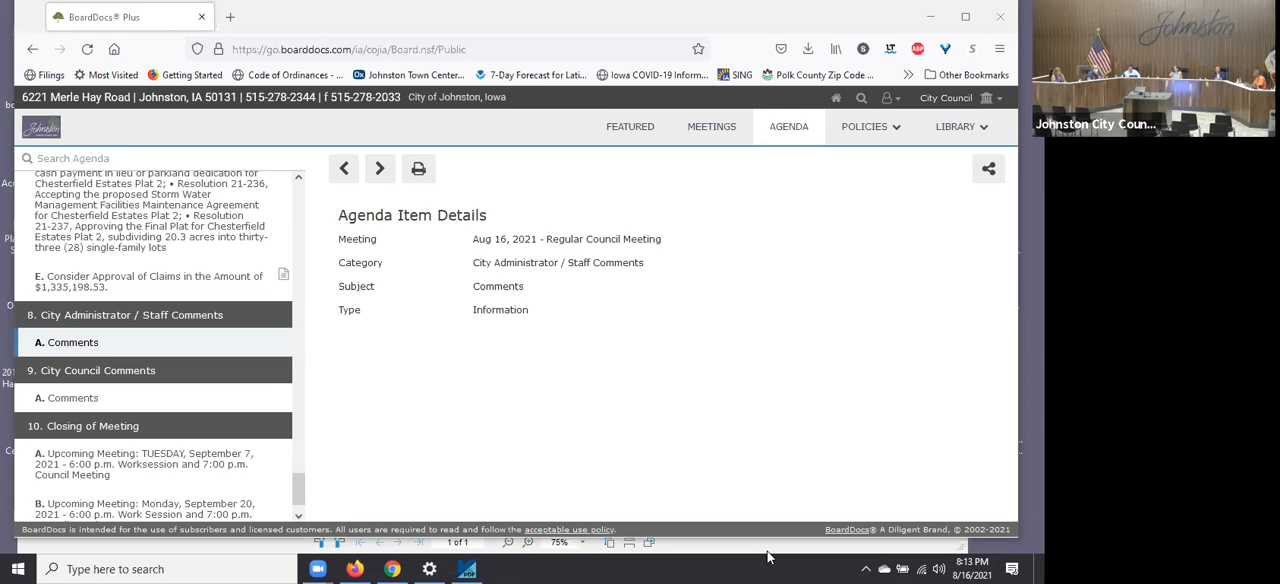 BoardDocs® Plus
https://go.boarddocs.com/ia/cojia/Board.nsf/Public
Filings Most Visited Getting Started Code of Ordinances - ... Johnston Town Center... 7-Day Forecast for Lati... Iowa COVID-19 Inform... SING Polk County Zip Code ... Other Bookmarks
6221 Merle Hay Road | Johnston, IA 50131 | 515-278-2344 | f 515-278-2033 City of Johnston, Iowa
City Council
Johnston
Johnston City Coun...
Johnston
FEATURED MEETINGS AGENDA POLICIES LIBRARY
Search Agenda
cash payment in lieu of parkland dedication for
Chesterfield Estates Plat 2; • Resolution 21-236,
Accepting the proposed Storm Water
Management Facilities Maintenance Agreement
for Chesterfield Estates Plat 2; • Resolution
21-237, Approving the Final Plat for Chesterfield
Estates Plat 2, subdividing 20.3 acres into thirty-
three (28) single-family lots
E. Consider Approval of Claims in the Amount of
$1,335,198.53.
8. City Administrator / Staff Comments
A. Comments
9. City Council Comments
A. Comments
10. Closing of Meeting
A. Upcoming Meeting: TUESDAY, September 7,
2021 - 6:00 p.m. Worksession and 7:00 p.m.
Council Meeting
B. Upcoming Meeting: Monday, September 20,
2021 - 6:00 p.m. Work Session and 7:00 p.m.
Agenda Item Details
Meeting Aug 16, 2021 - Regular Council Meeting
Category City Administrator / Staff Comments
Subject Comments
Type Information
BoardDocs is intended for the use of subscribers and licensed customers. All users are required to read and follow the acceptable use policy.
BoardDocs® A Diligent Brand, © 2002-2021
1 of 1 75%
Type here to search
8:13 PM
8/16/2021